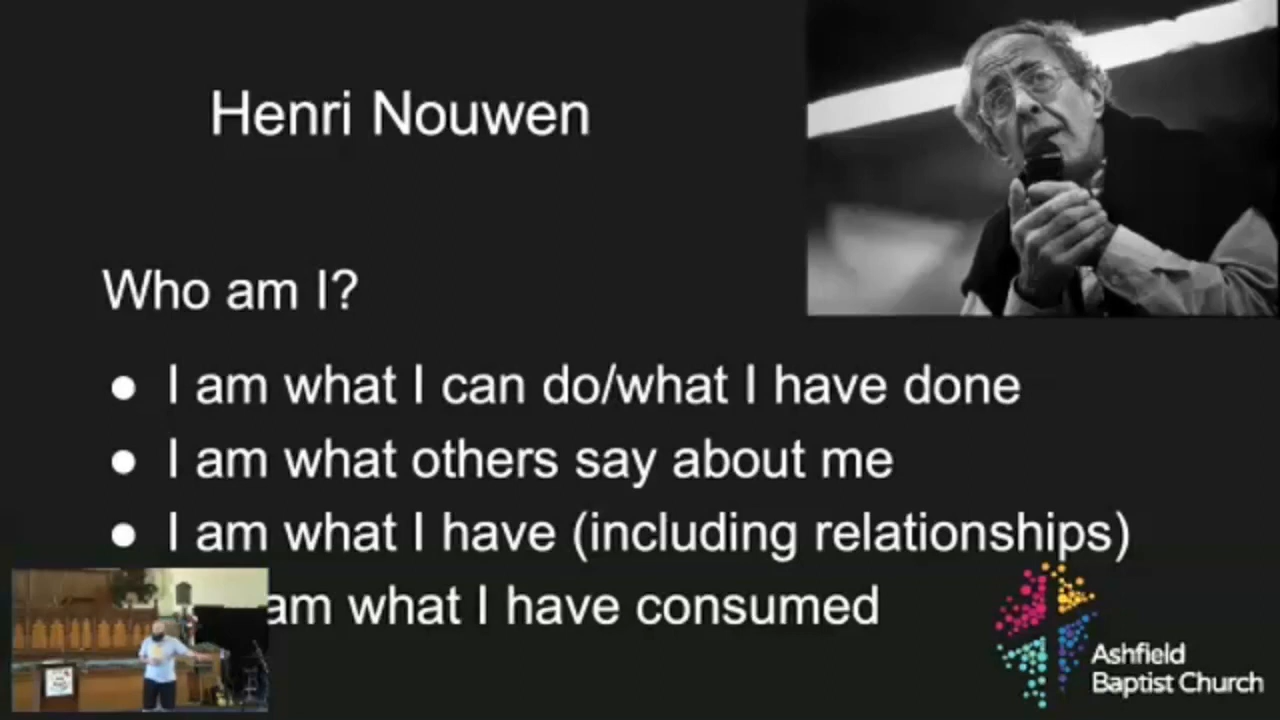 Henri Nouwen
Who am I?
● I am what I can do/what I have done
● I am what others say about me
● I am what I have (including relationships)
am what I have consumed
Ashfield
Baptist Church